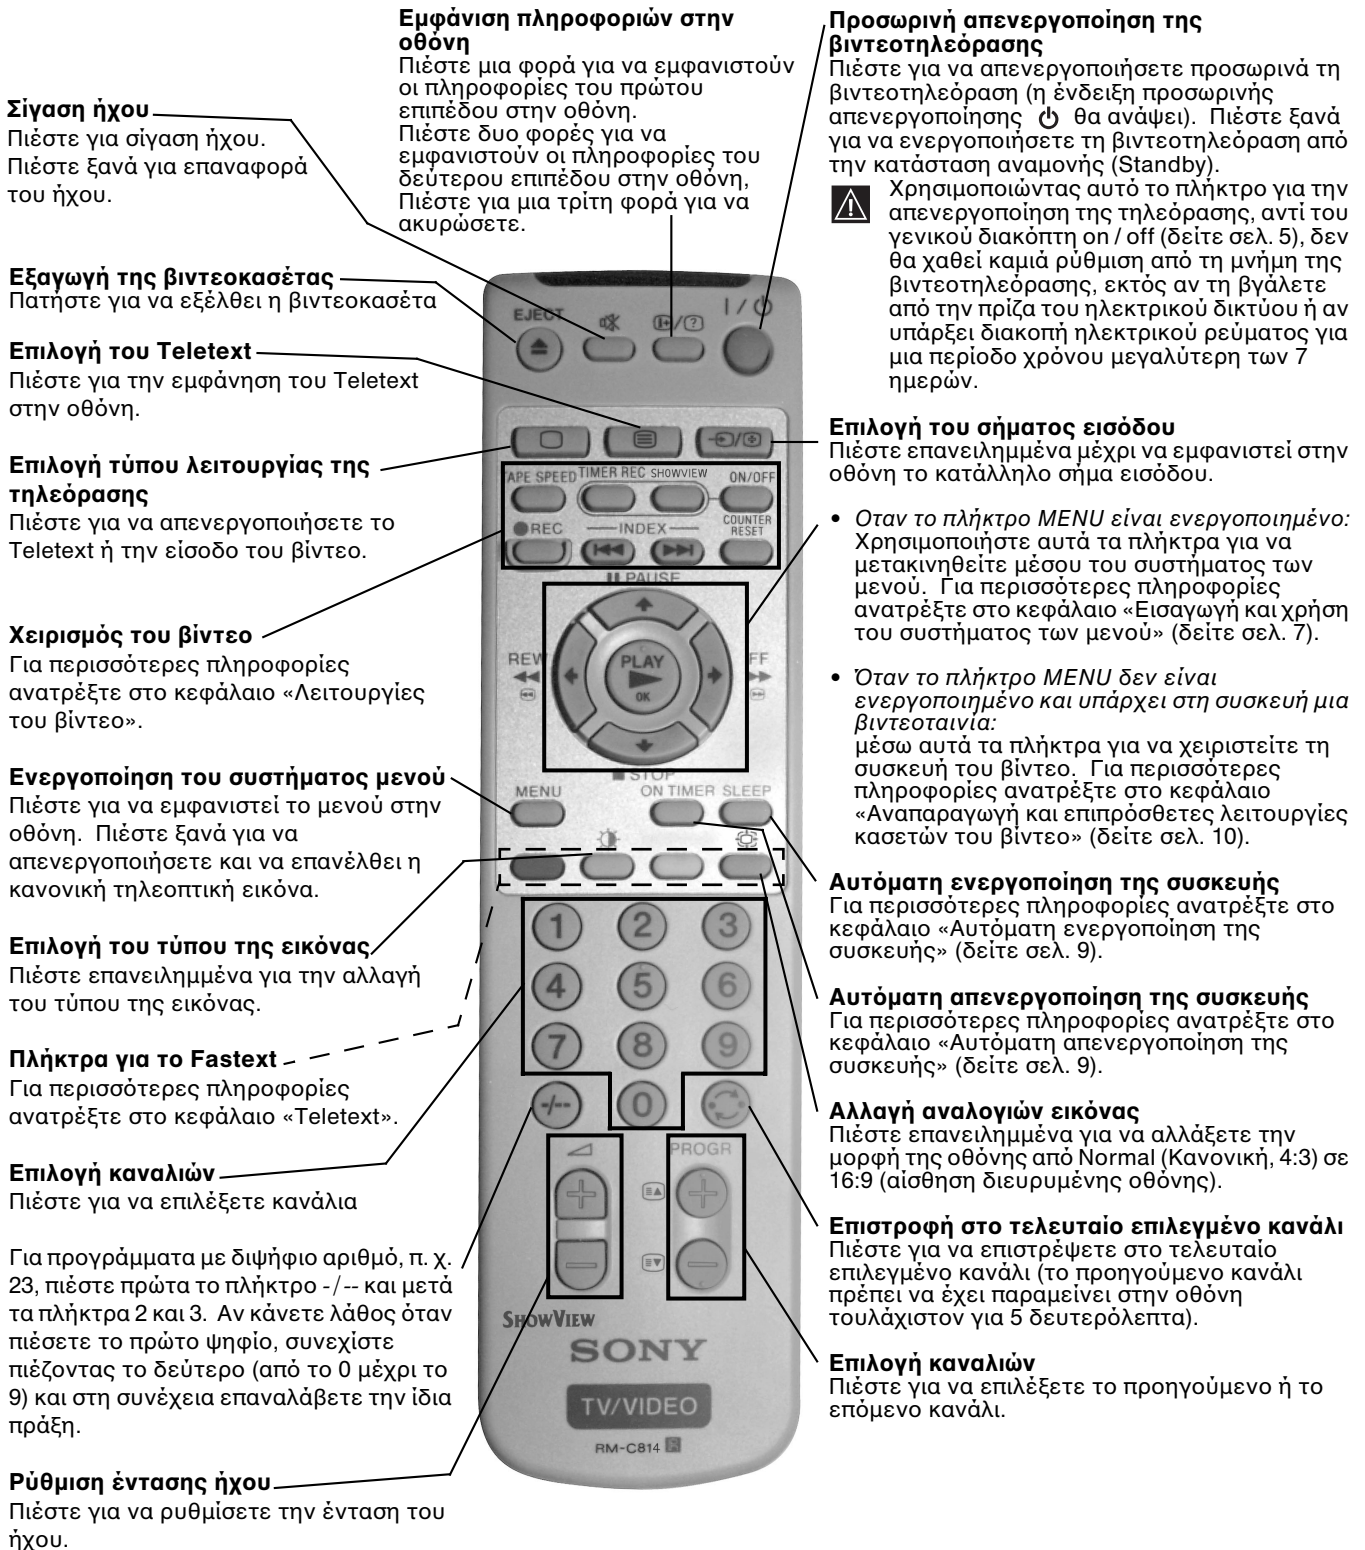 Εμφάνιση πληροφοριών στην
οθόνη
Πιέστε μια φορά για να εμφανιστούν
οι πληροφορίες του πρώτου
επιπέδου στην οθόνη.
Πιέστε δυο φορές για να
εμφανιστούν οι πληροφορίες του
δεύτερου επιπέδου στην οθόνη,
Πιέστε για μια τρίτη φορά για να
ακυρώσετε.
Σίγαση ήχου
Πιέστε για σίγαση ήχου.
Πιέστε ξανά για επαναφορά
του ήχου.
Εξαγωγή της βιντεοκασέτας
Πατήστε για να εξέλθει η βιντεοκασέτα
Επιλογή του Teletext
Πιέστε για την εμφάνηση του Teletext
στην οθόνη.
Επιλογή τύπου λειτουργίας της
τηλεόρασης
Πιέστε για να απενεργοποιήσετε το
Teletext ή την είσοδο του βίντεο.
Χειρισμός του βίντεο
Για περισσότερες πληροφορίες
ανατρέξτε στο κεφάλαιο «Λειτουργίες
του βίντεο».
Ενεργοποίηση του συστήματος μενού
Πιέστε για να εμφανιστεί το μενού στην
οθόνη. Πιέστε ξανά για να
απενεργοποιήσετε και να επανέλθει η
κανονική τηλεοπτική εικόνα.
Επιλογή του τύπου της εικόνας
Πιέστε επανειλημμένα για την αλλαγή
του τύπου της εικόνας.
Πλήκτρα για το Fastext
Για περισσότερες πληροφορίες
ανατρέξτε στο κεφάλαιο «Teletext».
Επιλογή καναλιών
Πιέστε για να επιλέξετε κανάλια
Για προγράμματα με διψήφιο αριθμό, π. χ.
23, πιέστε πρώτα το πλήκτρο -/-- και μετά
τα πλήκτρα 2 και 3. Αν κάνετε λάθος όταν
πιέσετε το πρώτο ψηφίο, συνεχίστε
πιέζοντας το δεύτερο (από το 0 μέχρι το
9) και στη συνέχεια επαναλάβετε την ίδια
πράξη.
Ρύθμιση έντασης ήχου
Πιέστε για να ρυθμίσετε την ένταση του
ήχου.
EJECT
I /
i+ / ?
TAPE SPEED TIMER REC SHOWVIEW ON/OFF
REC INDEX COUNTER
RESET
PAUSE
REW PLAY FF
OK
STOP
MENU ON TIMER SLEEP
1 2 3
4 5 6
7 8 9
-/-- 0
PROGR
SHOWVIEW
SONY
TV/VIDEO
RM-C814 R
Προσωρινή απενεργοποίηση της
βιντεοτηλεόρασης
Πιέστε για να απενεργοποιήσετε προσωρινά τη
βιντεοτηλεόραση (η ένδειξη προσωρινής
απενεργοποίησης θα ανάψει). Πιέστε ξανά
για να ενεργοποιήσετε τη βιντεοτηλεόραση από
την κατάσταση αναμονής (Standby).
Χρησιμοποιώντας αυτό το πλήκτρο για την
απενεργοποίηση της τηλεόρασης, αντί του
γενικού διακόπτη on / off (δείτε σελ. 5), δεν
θα χαθεί καμιά ρύθμιση από τη μνήμη της
βιντεοτηλεόρασης, εκτός αν τη βγάλετε
από την πρίζα του ηλεκτρικού δικτύου ή αν
υπάρξει διακοπή ηλεκτρικού ρεύματος για
μια περίοδο χρόνου μεγαλύτερη των 7
ημερών.
Επιλογή του σήματος εισόδου
Πιέστε επανειλημμένα μέχρι να εμφανιστεί στην
οθόνη το κατάλληλο σήμα εισόδου.
• Οταν το πλήκτρο MENU είναι ενεργοποιημένο:
Χρησιμοποιήστε αυτά τα πλήκτρα για να
μετακινηθείτε μέσου του συστήματος των
μενού. Για περισσότερες πληροφορίες
ανατρέξτε στο κεφάλαιο «Εισαγωγή και χρήση
του συστήματος των μενού» (δείτε σελ. 7).
• Όταν το πλήκτρο MENU δεν είναι
ενεργοποιημένο και υπάρχει στη συσκευή μια
βιντεοταινία:
μέσω αυτά τα πλήκτρα για να χειριστείτε τη
συσκευή του βίντεο. Για περισσότερες
πληροφορίες ανατρέξτε στο κεφάλαιο
«Αναπαραγωγή και επιπρόσθετες λειτουργίες
κασετών του βίντεο» (δείτε σελ. 10).
Αυτόματη ενεργοποίηση της συσκευής
Για περισσότερες πληροφορίες ανατρέξτε στο
κεφάλαιο «Αυτόματη ενεργοποίηση της
συσκευής» (δείτε σελ. 9).
Αυτόματη απενεργοποίηση της συσκευής
Για περισσότερες πληροφορίες ανατρέξτε στο
κεφάλαιο «Αυτόματη απενεργοποίηση της
συσκευής» (δείτε σελ. 9).
Αλλαγή αναλογιών εικόνας
Πιέστε επανειλημμένα για να αλλάξετε την
μορφή της οθόνης από Normal (Κανονική, 4:3) σε
16:9 (αίσθηση διευρυμένης οθόνης).
Επιστροφή στο τελευταίο επιλεγμένο κανάλι
Πιέστε για να επιστρέψετε στο τελευταίο
επιλεγμένο κανάλι (το προηγούμενο κανάλι
πρέπει να έχει παραμείνει στην οθόνη
τουλάχιστον για 5 δευτερόλεπτα).
Επιλογή καναλιών
Πιέστε για να επιλέξετε το προηγούμενο ή το
επόμενο κανάλι.